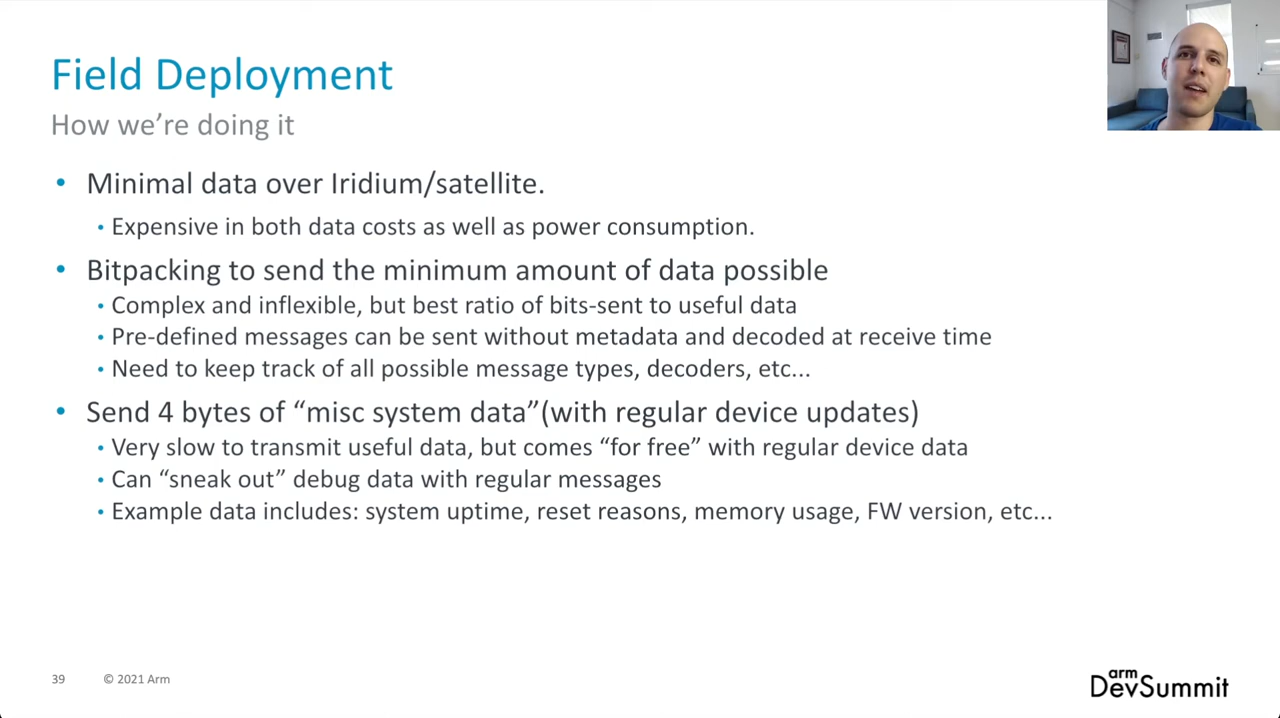 Field Deployment
How we're doing it
• Minimal data over Iridium/satellite.
• Expensive in both data costs as well as power consumption.
• Bitpacking to send the minimum amount of data possible
• Complex and inflexible, but best ratio of bits-sent to useful data
• Pre-defined messages can be sent without metadata and decoded at receive time
• Need to keep track of all possible message types, decoders, etc...
• Send 4 bytes of “misc system data”(with regular device updates)
• Very slow to transmit useful data, but comes “for free” with regular device data
• Can “sneak out” debug data with regular messages
• Example data includes: system uptime, reset reasons, memory usage, FW version, etc...
39 © 2021 Arm
arm
DevSummit